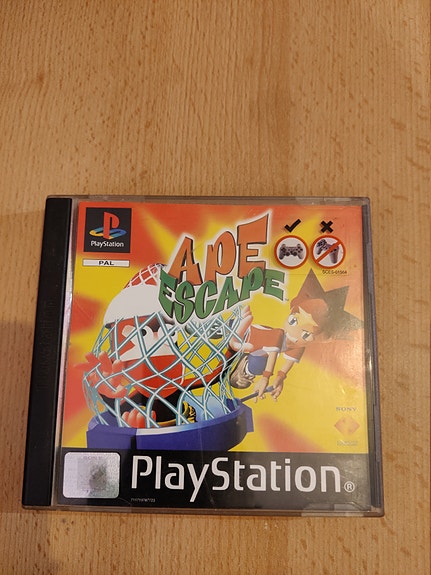 PlayStation
PAL
APE
ESCAPE
SONY
PlayStation®